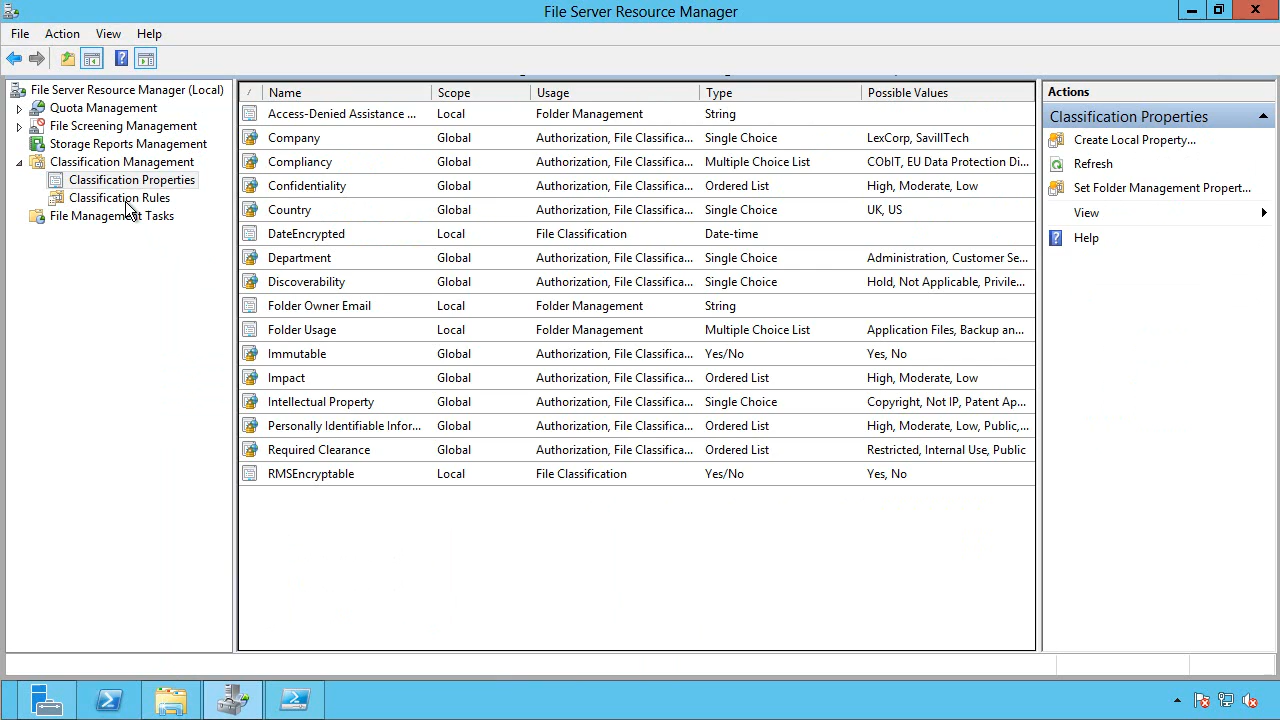 File Server Resource Manager
File Action View Help
File Server Resource Manager (Local)
Quota Management
File Screening Management
Storage Reports Management
Classification Management
Classification Properties
Classification Rules
File Management Tasks
Name Scope Usage Type Possible Values
Access-Denied Assistance ... Local Folder Management String
Company Global Authorization, File Classifica... Single Choice LexCorp, SavillTech
Compliancy Global Authorization, File Classifica... Multiple Choice List CObIT, EU Data Protection Di...
Confidentiality Global Authorization, File Classifica... Ordered List High, Moderate, Low
Country Global Authorization, File Classifica... Single Choice UK, US
DateEncrypted Local File Classification Date-time
Department Global Authorization, File Classifica... Single Choice Administration, Customer Se...
Discoverability Global Authorization, File Classifica... Single Choice Hold, Not Applicable, Privile...
Folder Owner Email Local Folder Management String
Folder Usage Local Folder Management Multiple Choice List Application Files, Backup an...
Immutable Global Authorization, File Classifica... Yes/No Yes, No
Impact Global Authorization, File Classifica... Ordered List High, Moderate, Low
Intellectual Property Global Authorization, File Classifica... Single Choice Copyright, Not IP, Patent Ap...
Personally Identifiable Infor... Global Authorization, File Classifica... Ordered List High, Moderate, Low, Public,...
Required Clearance Global Authorization, File Classifica... Ordered List Restricted, Internal Use, Public
RMSEncryptable Local File Classification Yes/No Yes, No
Actions
Classification Properties
Create Local Property...
Refresh
Set Folder Management Propert...
View
Help